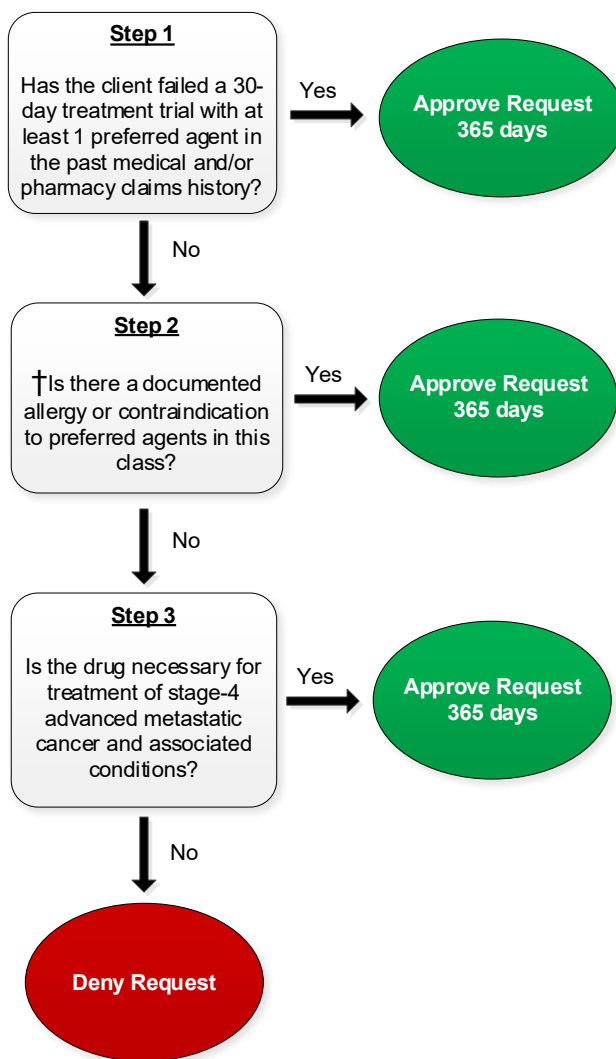 Step 1
Has the client failed a 30-
day treatment trial with at
least 1 preferred agent in
the past medical and/or
pharmacy claims history?
Yes
Approve Request
365 days
No
Step 2
†Is there a documented
allergy or contraindication
to preferred agents in this
class?
Yes
Approve Request
365 days
No
Step 3
Is the drug necessary for
treatment of stage-4
advanced metastatic
cancer and associated
conditions?
Yes
Approve Request
365 days
No
Deny Request